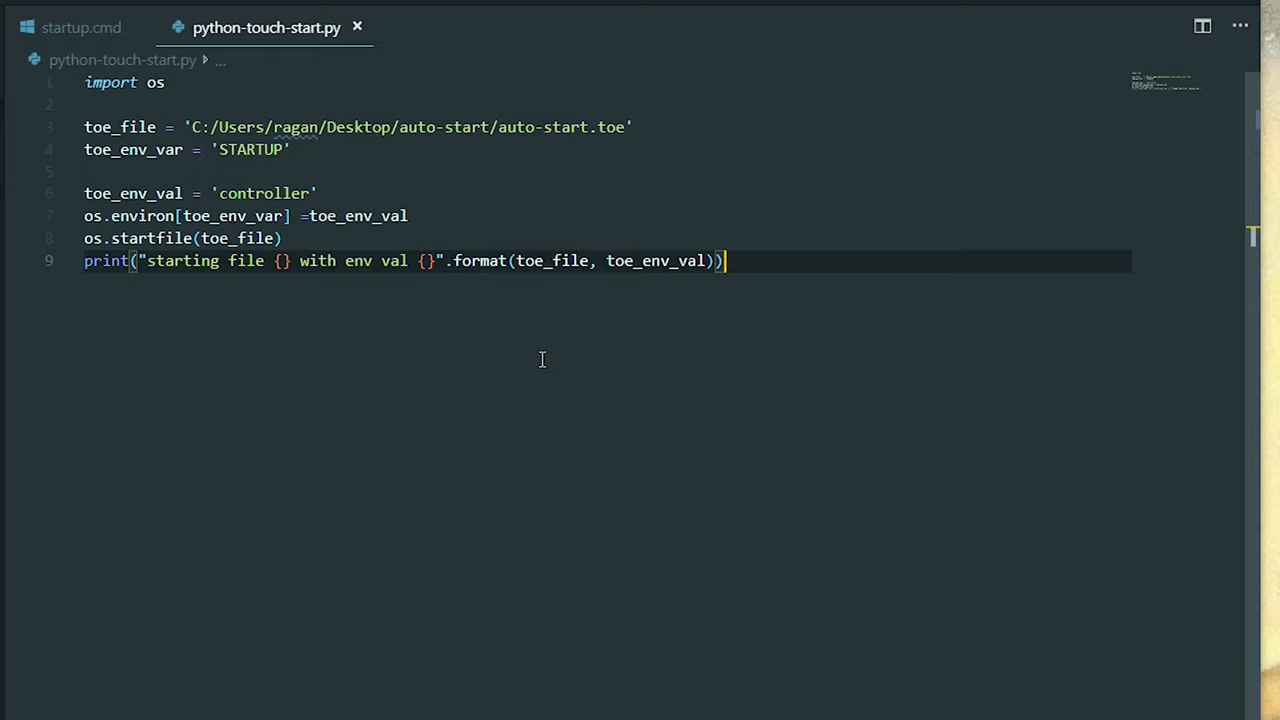 startup.cmd
python-touch-start.py
python-touch-start.py ...
1 import os
2
3 toe_file = 'C:/Users/ragan/Desktop/auto-start/auto-start.toe'
4 toe_env_var = 'STARTUP'
5
6 toe_env_val = 'controller'
7 os.environ[toe_env_var] =toe_env_val
8 os.startfile(toe_file)
9 print("starting file {} with env val {}".format(toe_file, toe_env_val))